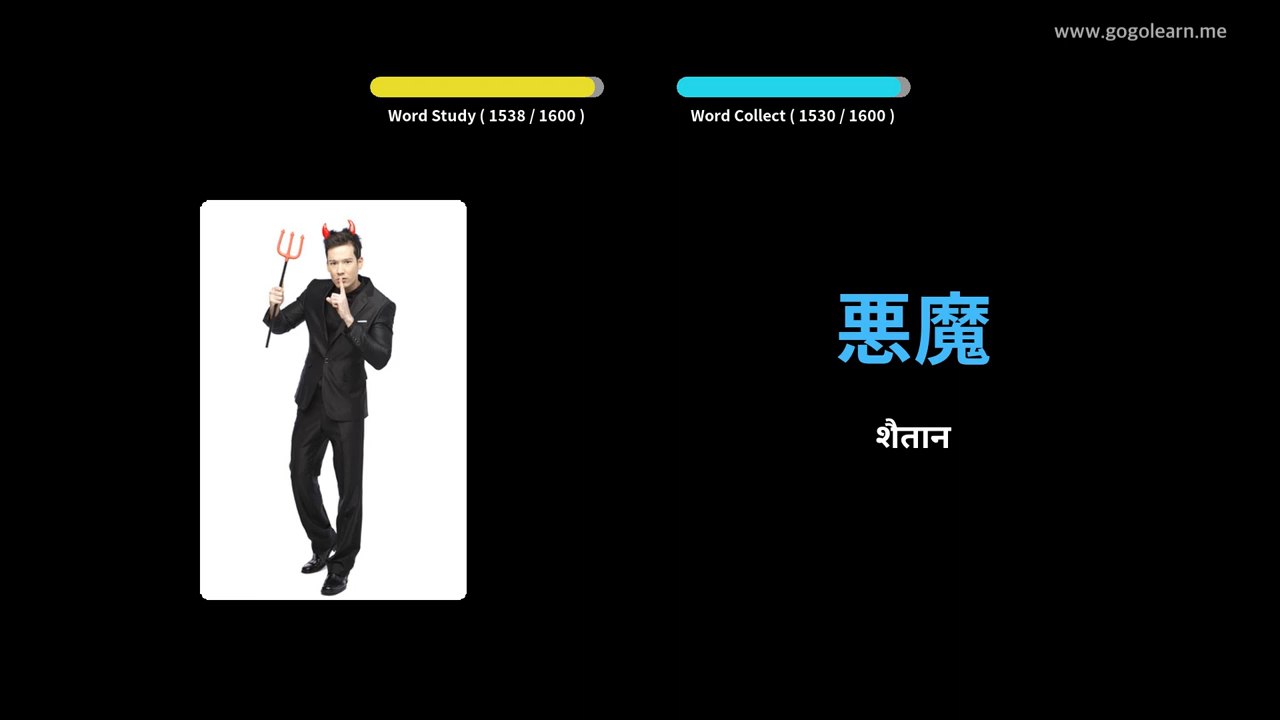 www.gogolearn.me
Word Study ( 1538 / 1600 )
Word Collect ( 1530 / 1600 )
悪魔
शैतान